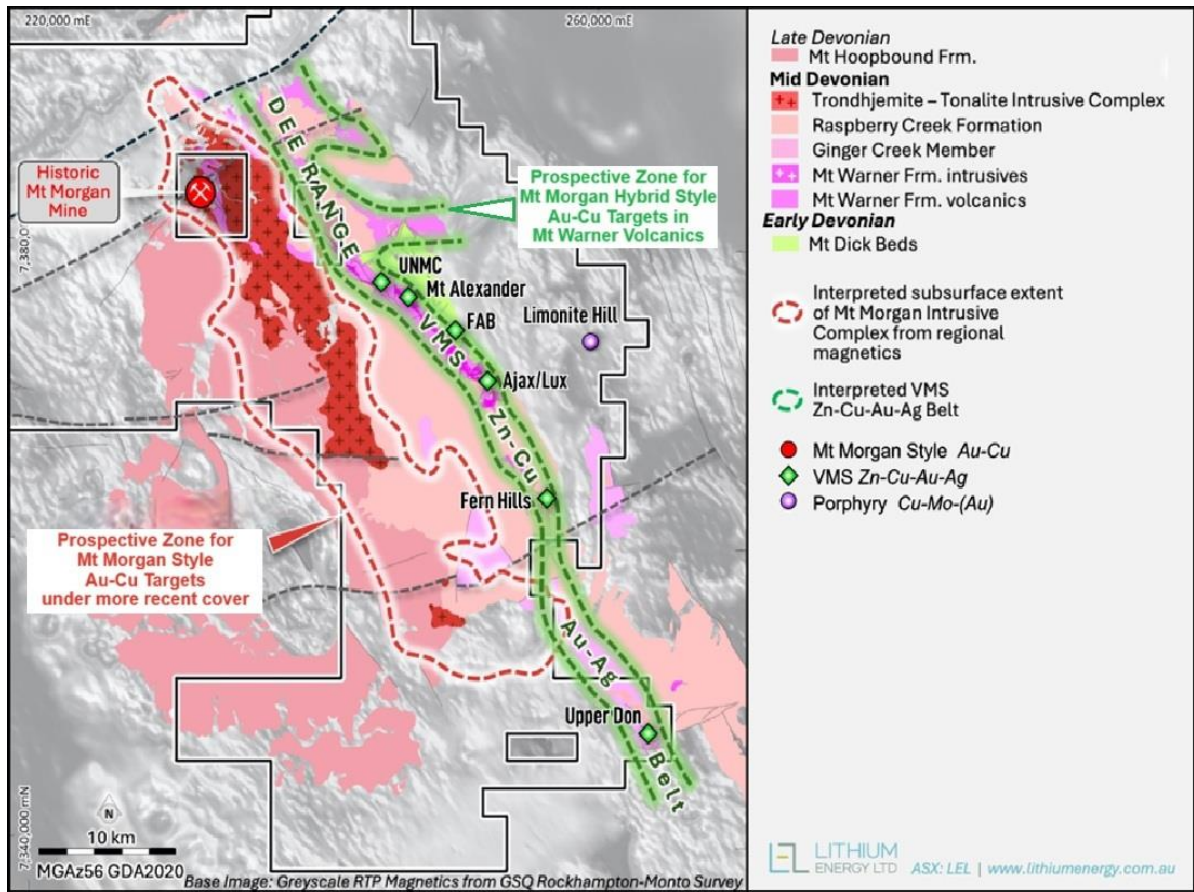 220,000 mE
260,000 mE
7,380,0
7,340,000 mN
Historic
Mt Morgan
Mine
DEE RANGE VMS Zn-Cu Au-Ag Belt
Prospective Zone for
Mt Morgan Hybrid Style
Au-Cu Targets in
Mt Warner Volcanics
UNMC
Mt Alexander
FAB
Limonite Hill
Ajax/Lux
Fern Hills
Prospective Zone for
Mt Morgan Style
Au-Cu Targets
under more recent cover
Upper Don
N
10 km
MGAz56 GDA2020
Base Image: Greyscale RTP Magnetics from GSQ Rockhampton-Monto Survey
Late Devonian
Mt Hoopbound Frm.
Mid Devonian
Trondhjemite – Tonalite Intrusive Complex
Raspberry Creek Formation
Ginger Creek Member
Mt Warner Frm. intrusives
Mt Warner Frm. volcanics
Early Devonian
Mt Dick Beds
Interpreted subsurface extent
of Mt Morgan Intrusive
Complex from regional
magnetics
Interpreted VMS
Zn-Cu-Au-Ag Belt
Mt Morgan Style Au-Cu
VMS Zn-Cu-Au-Ag
Porphyry Cu-Mo-(Au)
LITHIUM
ENERGY LTD
ASX: LEL | www.lithiumenergy.com.au